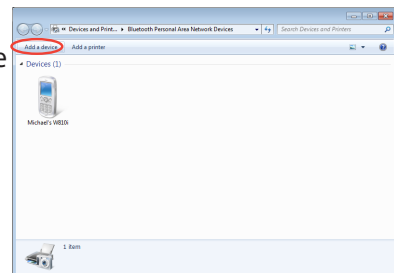 « Devices and Print... ▸ Bluetooth Personal Area Network Devices
Search Devices and Printers
Add a device
Add a printer
e
Devices (1)
Michael's W810i
1 item